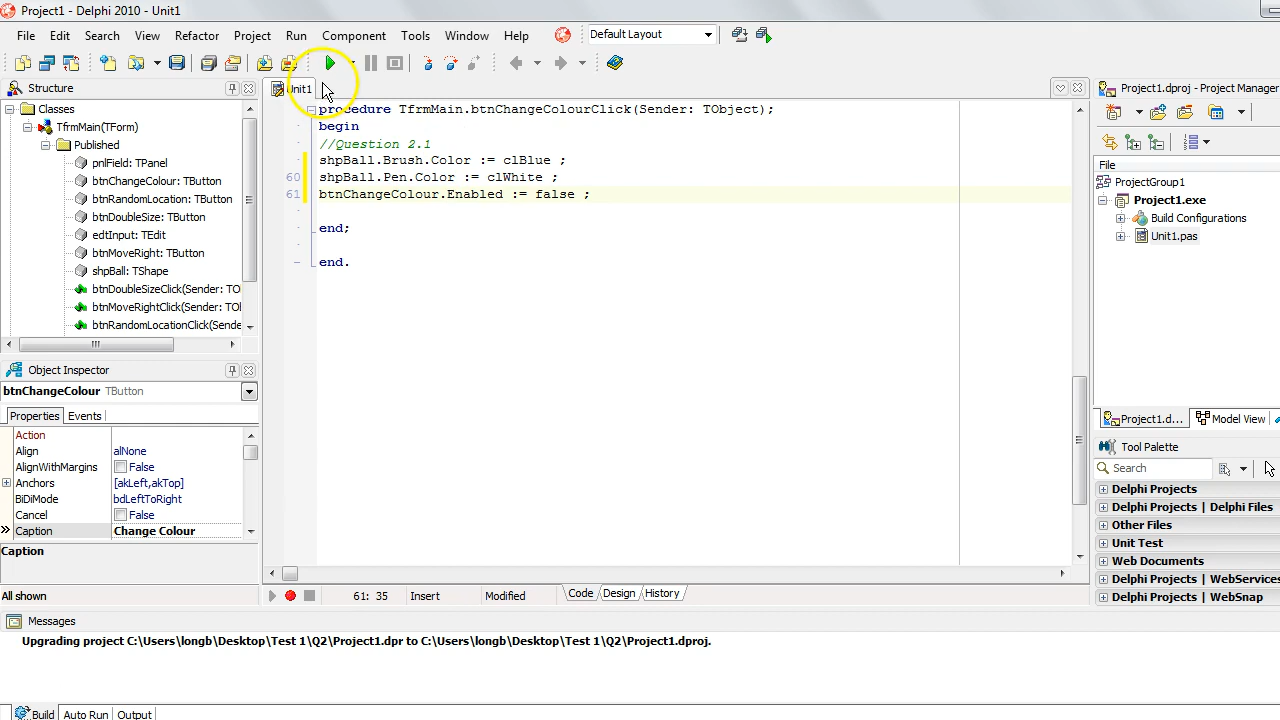 Project1 - Delphi 2010 - Unit1
File Edit Search View Refactor Project Run Component Tools Window Help Default Layout
Structure
Classes
TfrmMain(TForm)
Published
pnlField: TPanel
btnChangeColour: TButton
btnRandomLocation: TButton
btnDoubleSize: TButton
edtInput: TEdit
btnMoveRight: TButton
shpBall: TShape
btnDoubleSizeClick(Sender: TO
btnMoveRightClick(Sender: TOl
btnRandomLocationClick(Sende
Object Inspector
btnChangeColour TButton
Properties Events
Action
Align alNone
AlignWithMargins False
Anchors [akLeft,akTop]
BiDiMode bdLeftToRight
Cancel False
Caption Change Colour
Caption
All shown
Unit1
procedure TfrmMain.btnChangeColourClick(Sender: TObject);
begin
//Question 2.1
shpBall.Brush.Color := clBlue ;
60 shpBall.Pen.Color := clWhite ;
61 btnChangeColour.Enabled := false ;
end;
end.
61: 35 Insert Modified Code Design History
Project1.dproj - Project Manager
File
ProjectGroup1
Project1.exe
Build Configurations
Unit1.pas
Project1.d... Model View
Tool Palette
Search
Delphi Projects
Delphi Projects | Delphi Files
Other Files
Unit Test
Web Documents
Delphi Projects | WebServices
Delphi Projects | WebSnap
Messages
Upgrading project C:\Users\longb\Desktop\Test 1\Q2\Project1.dpr to C:\Users\longb\Desktop\Test 1\Q2\Project1.dproj.
Build Auto Run Output